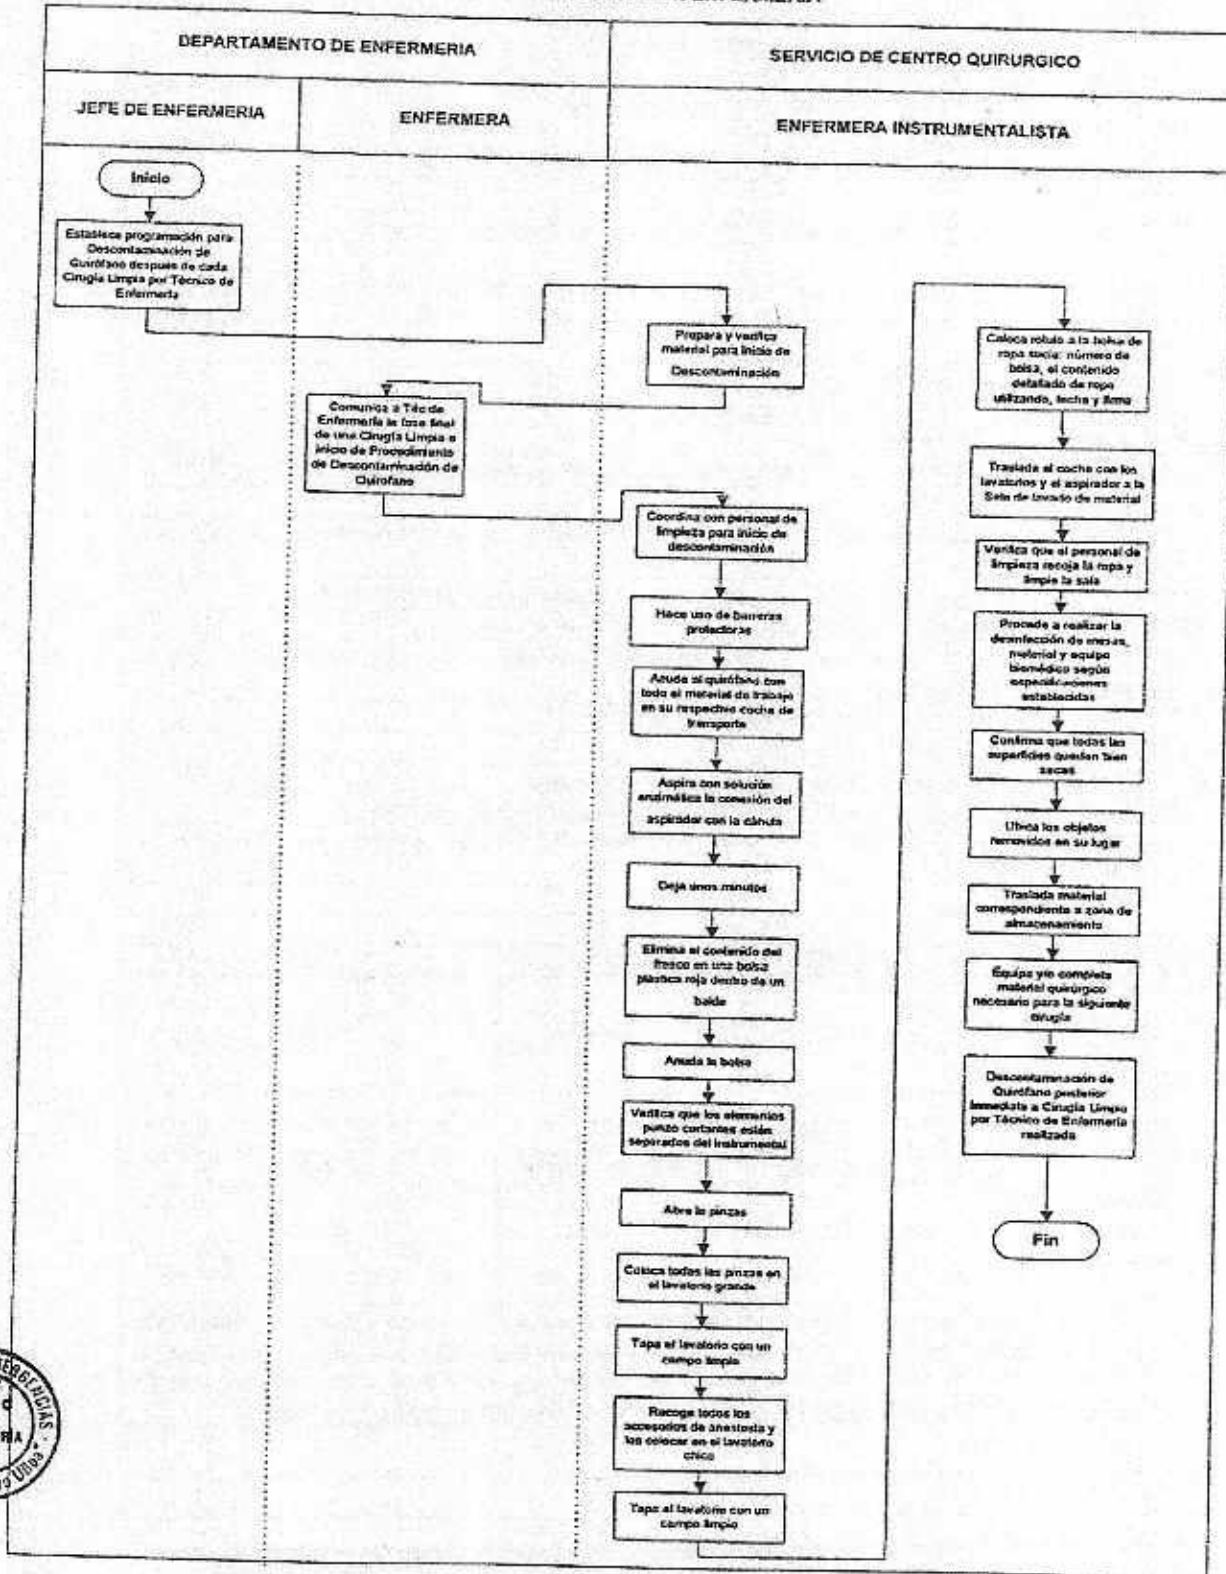 DEPARTAMENTO DE ENFERMERIA
SERVICIO DE CENTRO QUIRURGICO
JEFE DE ENFERMERIA
ENFERMERA
ENFERMERA INSTRUMENTALISTA
Inicio
Establece programación para
Descontaminación de
Quirófano después de cada
Cirugía Limpia por Técnico de
Enfermería
Prepara y verifica
material para inicio de
Descontaminación
Comunica a Téc de
Enfermería la fase final
de una Cirugía Limpia e
inicio de Procedimiento
de Descontaminación de
Quirofano
Coordina con personal de
limpieza para inicio de
descontaminación
Hace uso de barreras
protectoras
Acude al quirófano con
todo el material de trabajo
en su respectivo coche de
transporte
Aspira con solución
enzimática la conexión del
aspirador con la cánula
Deja unos minutos
Elimina el contenido del
frasco en una bolsa
plástica roja dentro de un
balde
Anuda la bolsa
Verifica que los elementos
punzo cortantes estén
separados del instrumental
Abre la pinzas
Coloca todas las pinzas en
el lavatorio grande
Tapa el lavatorio con un
campo limpio
Recoge todos los
accesorios de anestesia y
los colocar en el lavatorio
chico
Tapa el lavatorio con un
campo limpio
Coloca rotulo a la bolsa de
ropa sucia: número de
bolsa, el contenido
detallado de ropa
utilizando, fecha y firma
Traslada el coche con los
lavatorios y el aspirador a la
Sala de lavado de material
Verifica que el personal de
limpieza recoja la ropa y
limpie la sala
Procede a realizar la
desinfección de mesas,
material y equipo
biomédico según
especificaciones
establecidas
Confirma que todas las
superficies queden bien
secas
Ubica los objetos
removidos en su lugar
Traslada material
correspondiente a zona de
almacenamiento
Equipa y/o completa
material quirúrgico
necesario para la siguiente
cirugía
Descontaminación de
Quirófano posterior
inmediata a Cirugía Limpia
por Técnico de Enfermería
realizada
Fin